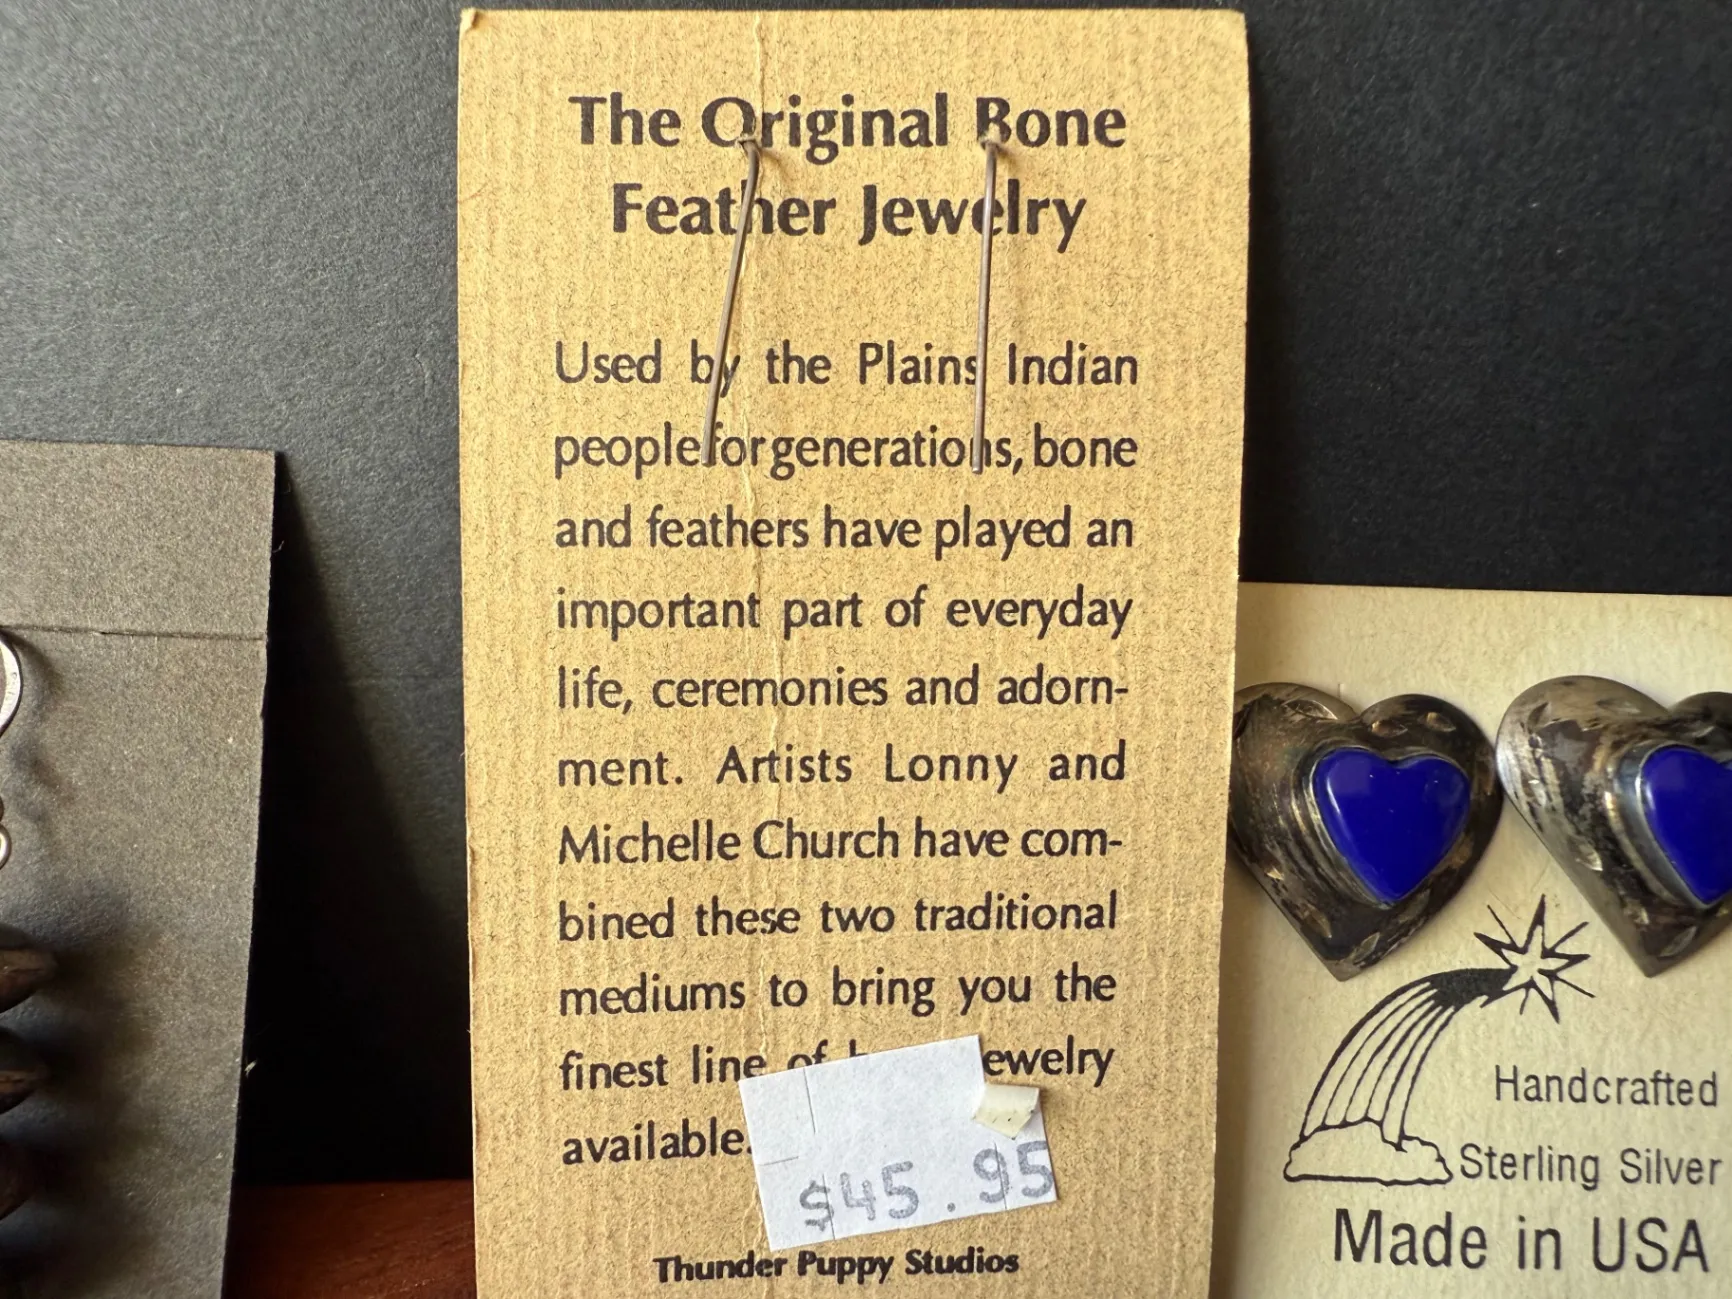 The Original Bone
Feather Jewelry
Used by the Plains Indian
people for generations, bone
and feathers have played an
important part of everyday
life, ceremonies and adorn-
ment. Artists Lonny and
Michelle Church have com-
bined these two traditional
mediums to bring you the
finest line of
available.
$45.95
Thunder Puppy Studios
Handcrafted
Sterling Silver
Made in USA